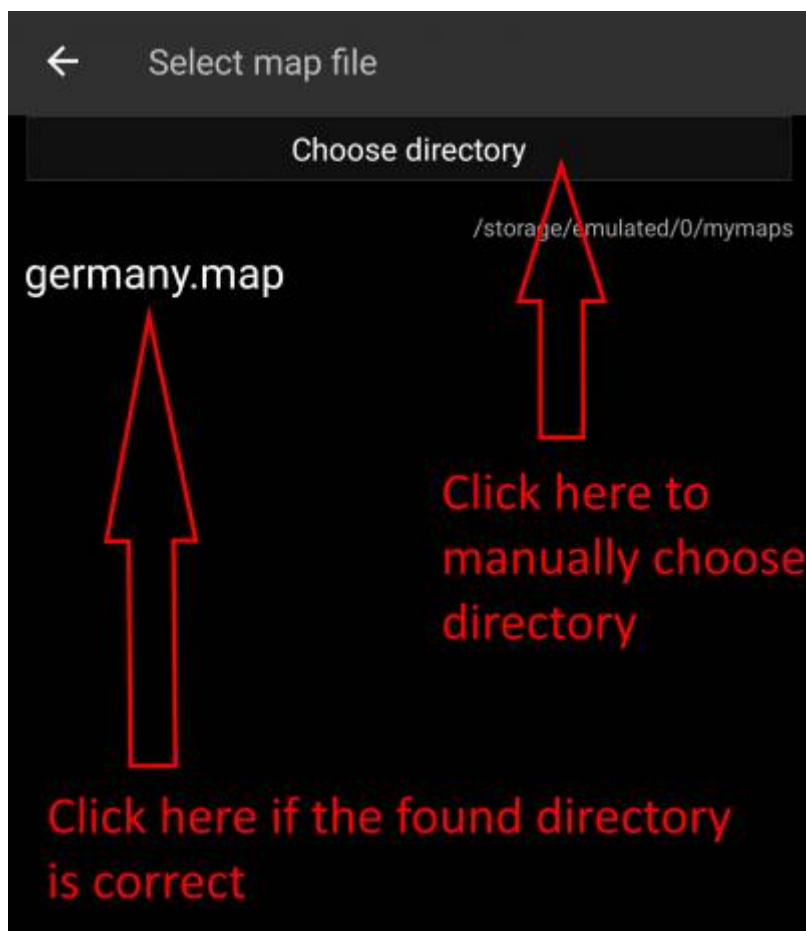 Select map file
Choose directory
/storage/emulated/0/mymaps
germany.map
Click here to
manually choose
directory
Click here if the found directory
is correct